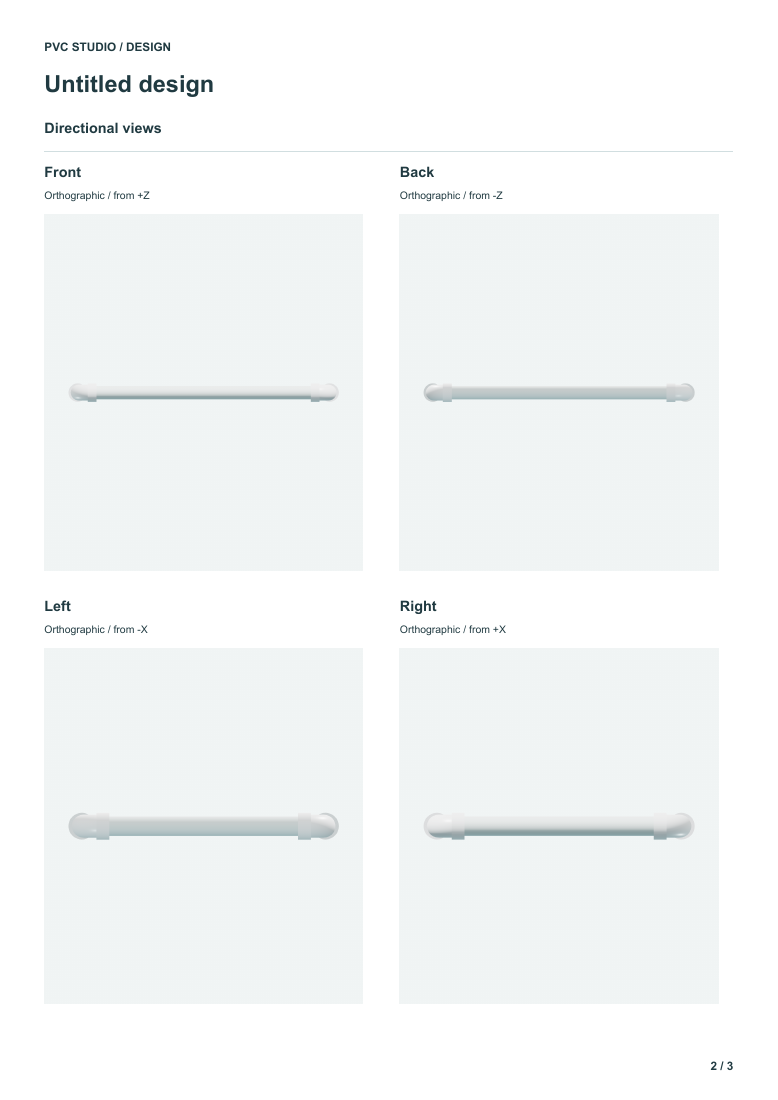 PVC STUDIO / DESIGN
Untitled design
Directional views
Front
Orthographic / from +Z
Back
Orthographic / from -Z
Left
Orthographic / from -X
Right
Orthographic / from +X
2 / 3